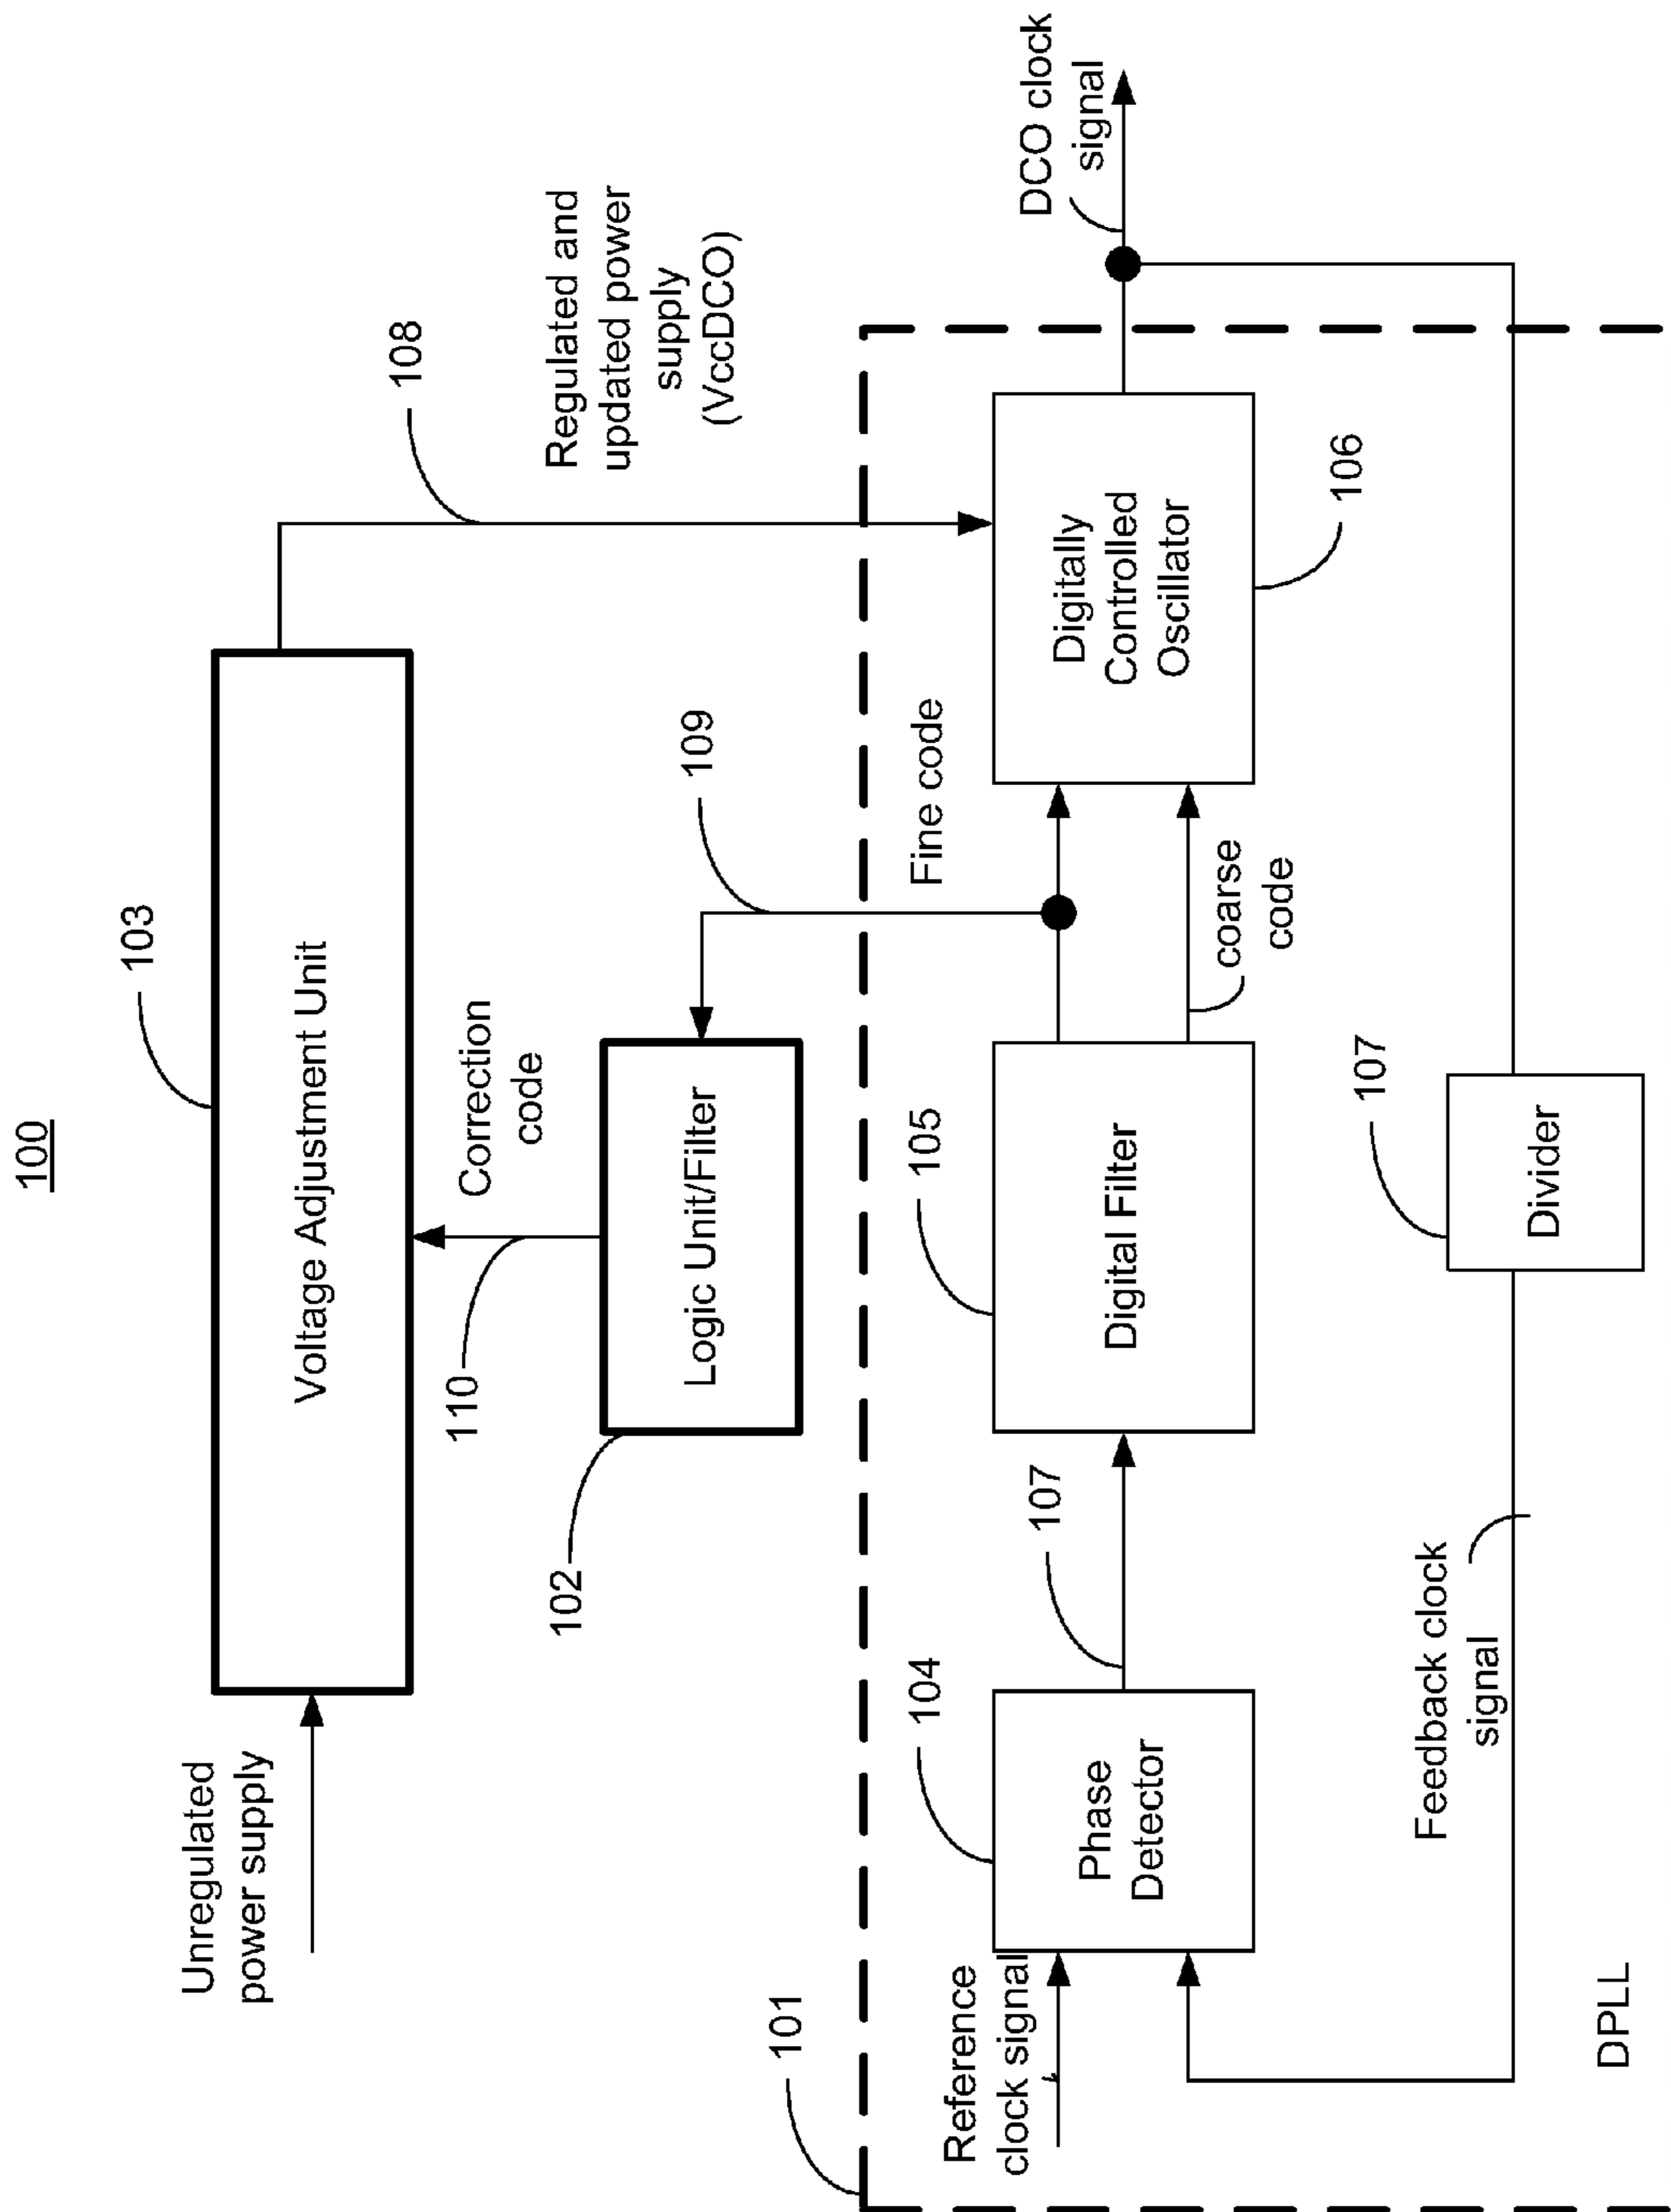 100
103
Unregulated
power supply
Voltage Adjustment Unit
108
Regulated and
updated power
supply
(VccDCO)
110
Correction
code
102
Logic Unit/Filter
109
101
Fine code
Reference
clock signal
104
Phase
Detector
107
105
Digital Filter
coarse
code
Digitally
Controlled
Oscillator
106
DCO clock
signal
Feedback clock
signal
107
Divider
DPLL